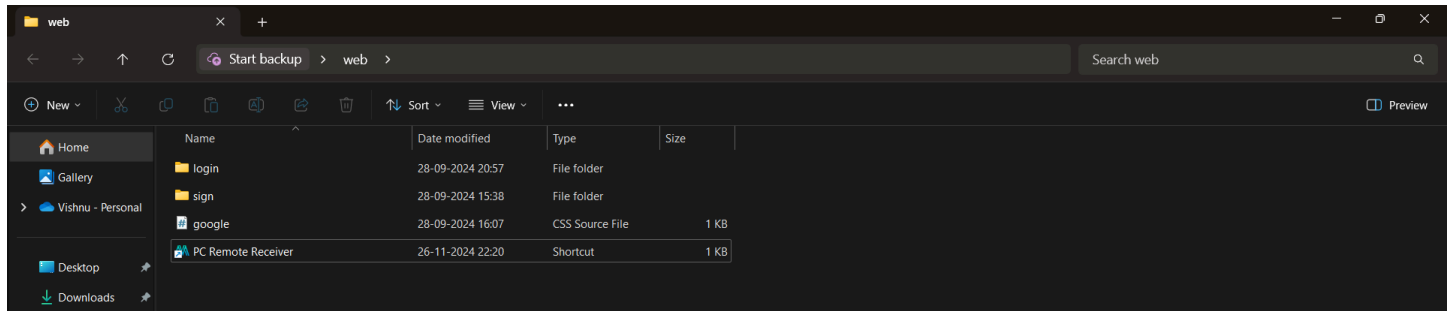 web
Start backup > web >
Search web
New
Sort
View
Preview
Name Date modified Type Size
Home
login 28-09-2024 20:57 File folder
Gallery
sign 28-09-2024 15:38 File folder
Vishnu - Personal
google 28-09-2024 16:07 CSS Source File 1 KB
PC Remote Receiver 26-11-2024 22:20 Shortcut 1 KB
Desktop
Downloads